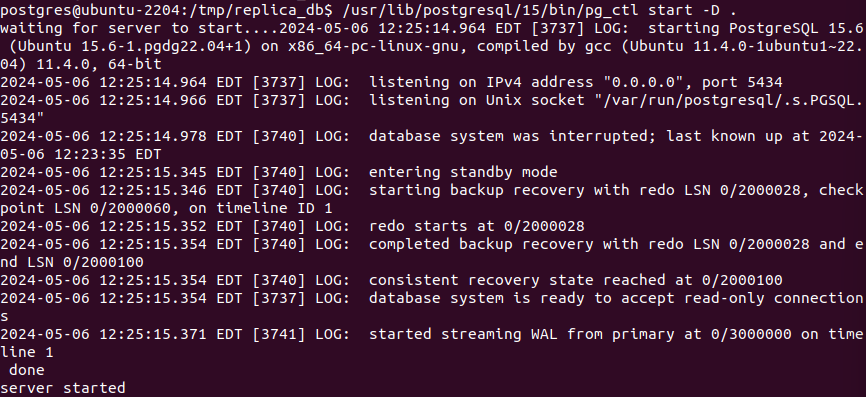 postgres@ubuntu-2204:/tmp/replica_db$ /usr/lib/postgresql/15/bin/pg_ctl start -D .
waiting for server to start....2024-05-06 12:25:14.964 EDT [3737] LOG:  starting PostgreSQL 15.6
 (Ubuntu 15.6-1.pgdg22.04+1) on x86_64-pc-linux-gnu, compiled by gcc (Ubuntu 11.4.0-1ubuntu1~22.
04) 11.4.0, 64-bit
2024-05-06 12:25:14.964 EDT [3737] LOG:  listening on IPv4 address "0.0.0.0", port 5434
2024-05-06 12:25:14.966 EDT [3737] LOG:  listening on Unix socket "/var/run/postgresql/.s.PGSQL.
5434"
2024-05-06 12:25:14.978 EDT [3740] LOG:  database system was interrupted; last known up at 2024-
05-06 12:23:35 EDT
2024-05-06 12:25:15.345 EDT [3740] LOG:  entering standby mode
2024-05-06 12:25:15.346 EDT [3740] LOG:  starting backup recovery with redo LSN 0/2000028, check
point LSN 0/2000060, on timeline ID 1
2024-05-06 12:25:15.352 EDT [3740] LOG:  redo starts at 0/2000028
2024-05-06 12:25:15.354 EDT [3740] LOG:  completed backup recovery with redo LSN 0/2000028 and e
nd LSN 0/2000100
2024-05-06 12:25:15.354 EDT [3740] LOG:  consistent recovery state reached at 0/2000100
2024-05-06 12:25:15.354 EDT [3737] LOG:  database system is ready to accept read-only connection
s
2024-05-06 12:25:15.371 EDT [3741] LOG:  started streaming WAL from primary at 0/3000000 on time
line 1
 done
server started